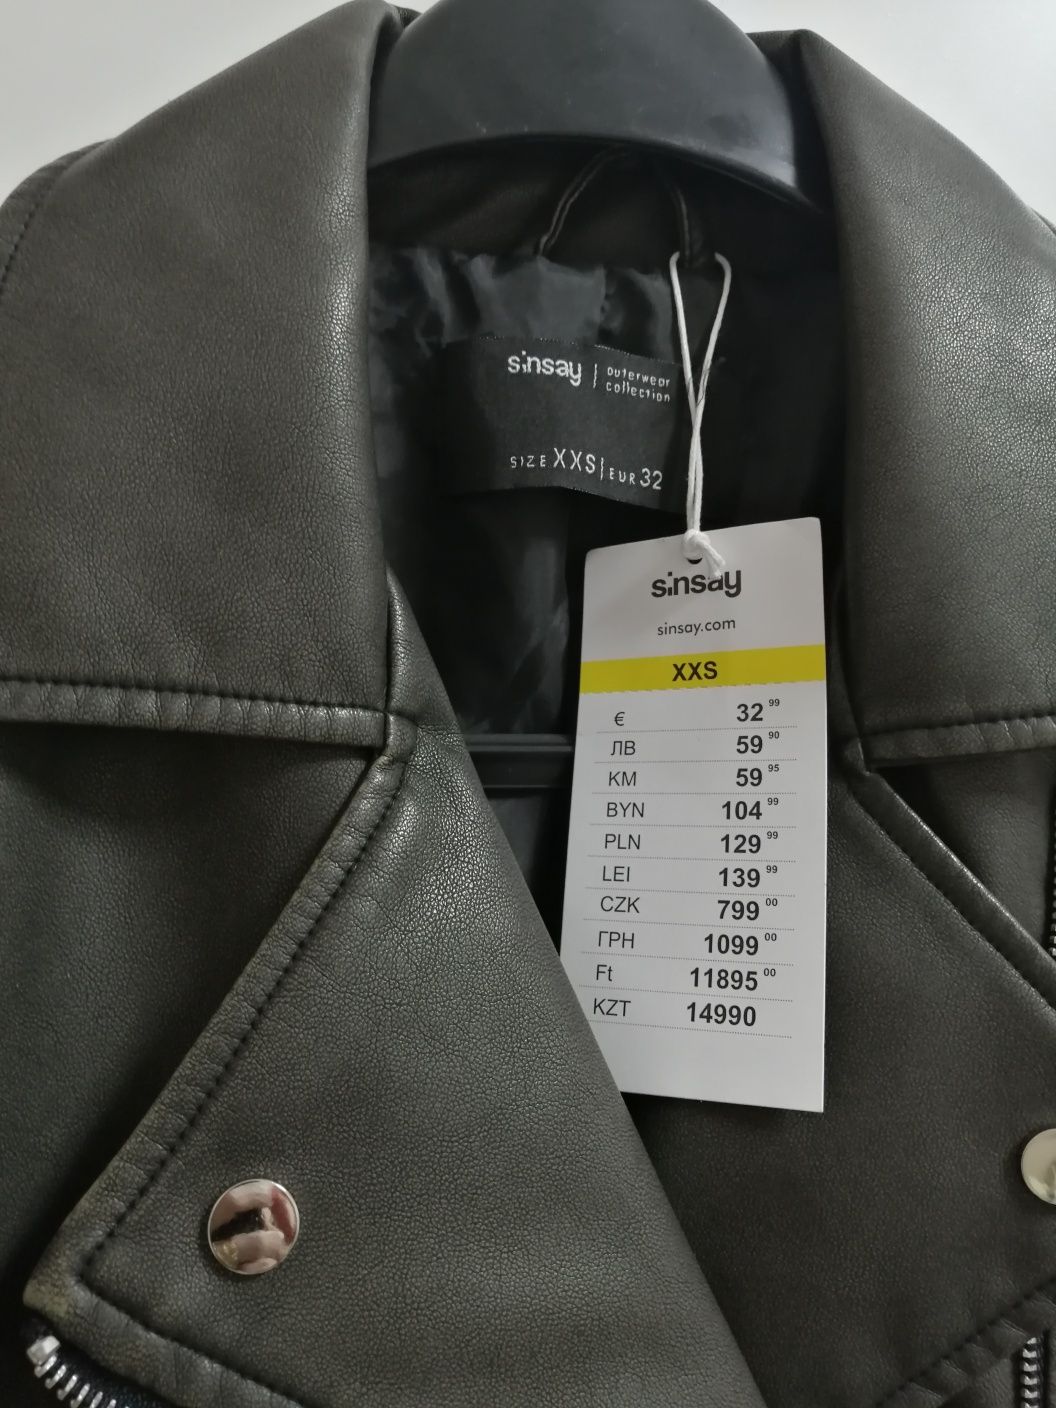 sinsay | outerwear
collection
SIZE XXS | EUR 32
sinsay
sinsay.com
XXS
€ 32 99
ЛВ 59 90
KM 59 95
BYN 104 99
PLN 129 99
LEI 139 99
CZK 799 00
ГРН 1099 00
Ft 11895 00
KZT 14990